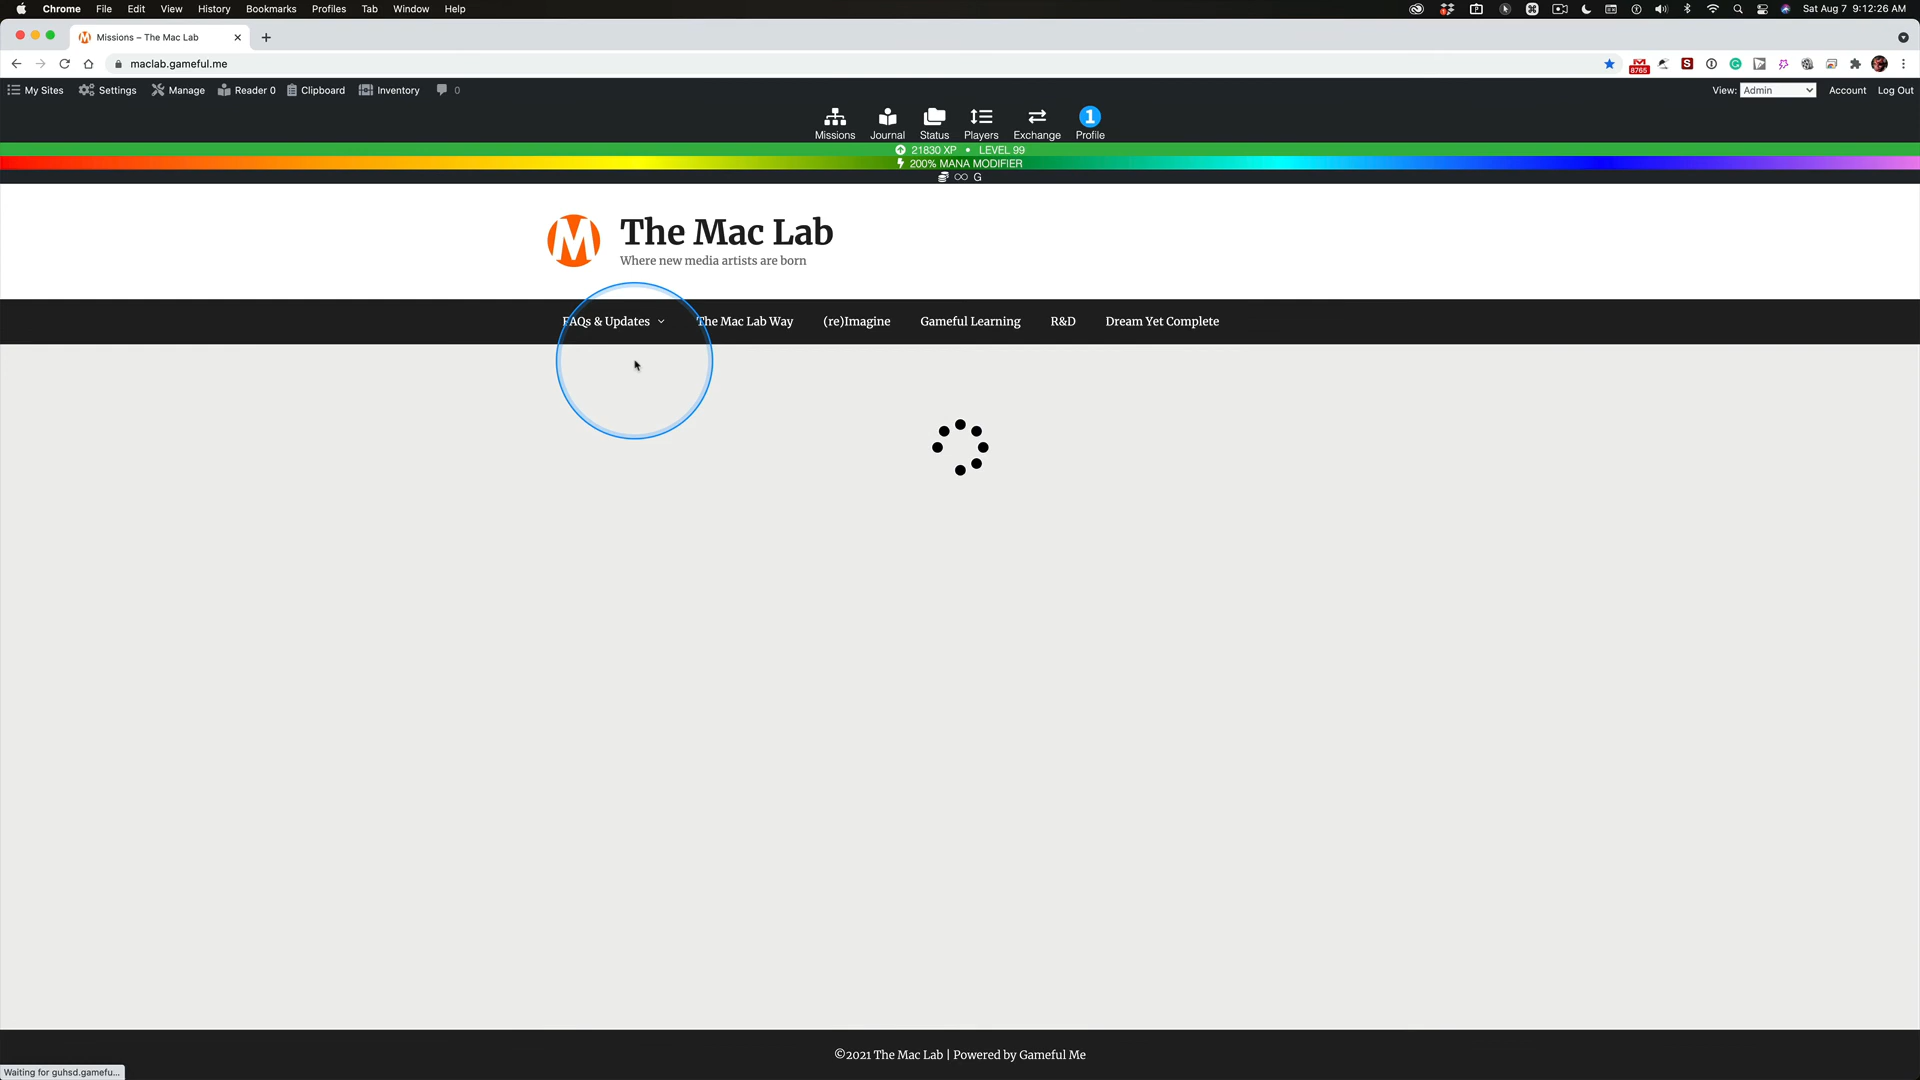 Chrome File Edit View History Bookmarks Profiles Tab Window Help Sat Aug 7 9:12:26 AM
Missions – The Mac Lab
maclab.gameful.me
8765
My Sites Settings Manage Reader 0 Clipboard Inventory 0 View: Admin Account Log Out
Missions Journal Status Players Exchange 1 Profile
21830 XP • LEVEL 99
200% MANA MODIFIER
∞ G
M The Mac Lab
Where new media artists are born
FAQs & Updates The Mac Lab Way (re)Imagine Gameful Learning R&D Dream Yet Complete
©2021 The Mac Lab | Powered by Gameful Me
Waiting for guhsd.gamefu...